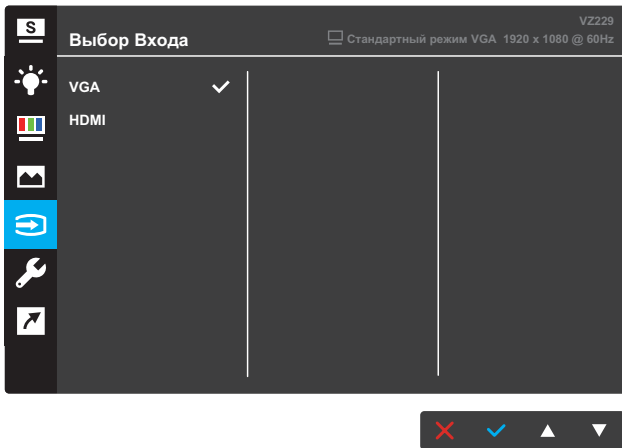 S
VZ229
Выбор Входа
Стандартный режим VGA 1920 x 1080 @ 60Hz
VGA
HDMI